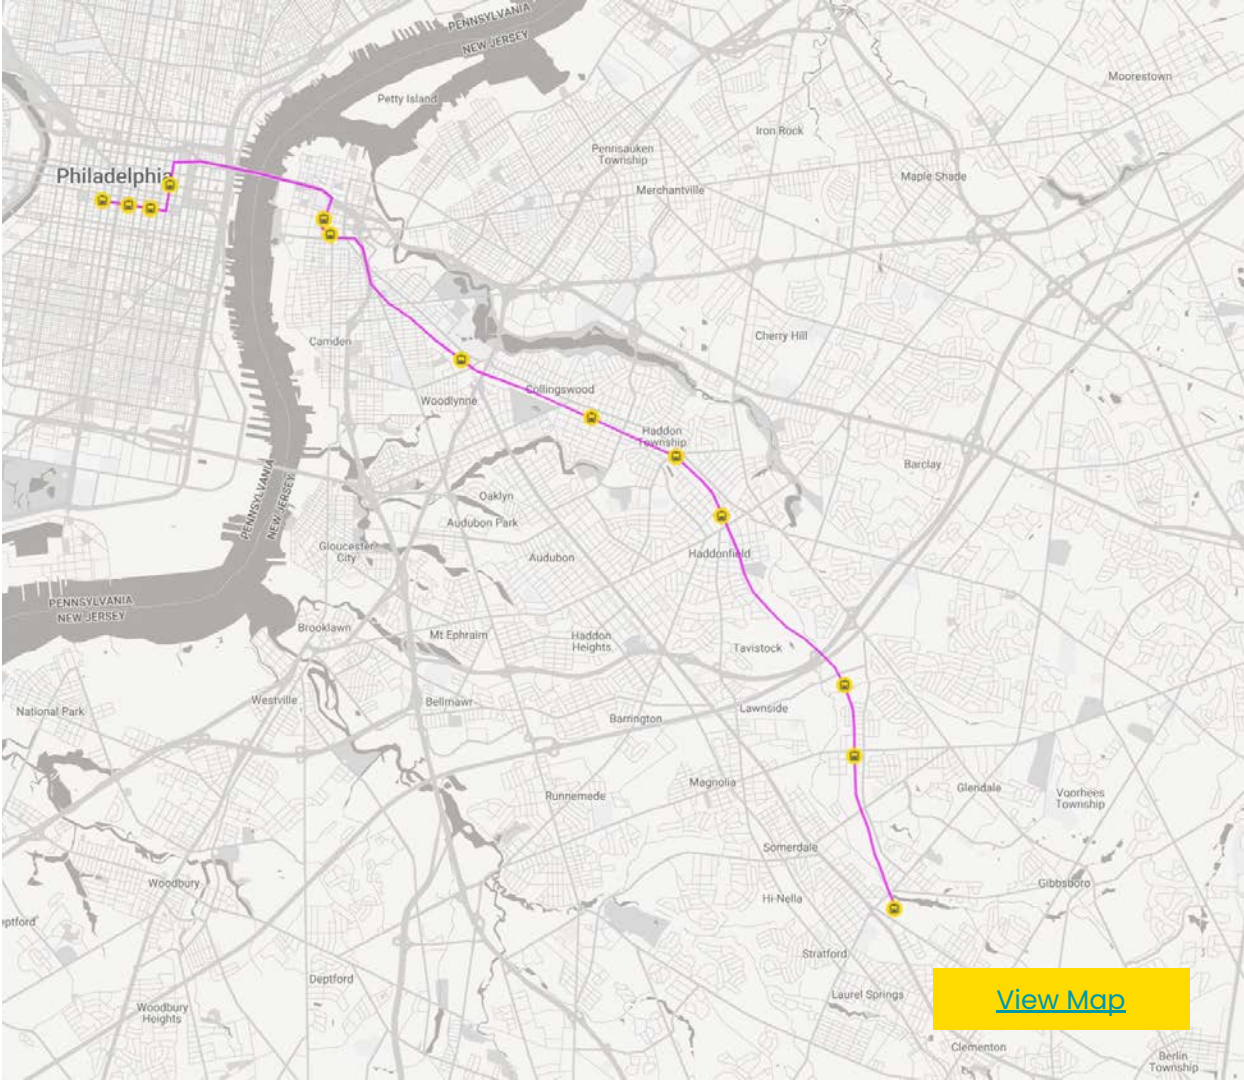 PENNSYLVANIA
NEW JERSEY
Moorestown
Petty Island
Iron Rock
Pennsauken
Township
Philadelphia
Merchantville
Maple Shade
Camden
Cherry Hill
Collingswood
Woodlynne
Haddon
Township
Barclay
PENNSYLVANIA
NEW JERSEY
Oaklyn
Audubon Park
Gloucester
City
Audubon
Haddonfield
PENNSYLVANIA
NEW JERSEY
Brooklawn
Mt Ephraim
Haddon
Heights
Tavistock
Westville
Bellmawr
National Park
Barrington
Lawnside
Magnolia
Runnemede
Glendale
Voorhees
Township
Somerdale
Woodbury
Gibbsboro
Hi-Nella
eptford
Stratford
Deptford
Laurel Springs
View Map
Woodbury
Heights
Clementon
Berlin
Township